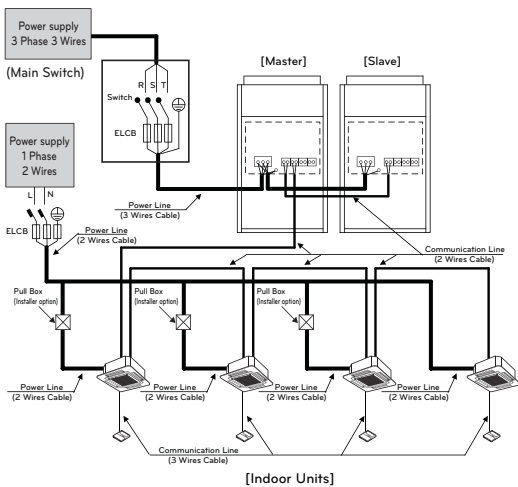 Power supply
3 Phase 3 Wires
(Main Switch)
[Master]
[Slave]
R S T
Switch
ELCB
Power supply
1 Phase
2 Wires
L N
ELCB
Power Line
(2 Wires Cable)
Power Line
(3 Wires Cable)
Communication Line
(2 Wires Cable)
Pull Box
(Installer option)
Pull Box
(Installer option)
Pull Box
(Installer option)
Power Line
(2 Wires Cable)
Power Line
(2 Wires Cable)
Power Line
(2 Wires Cable)
Power Line
(2 Wires Cable)
Communication Line
(3 Wires Cable)
[Indoor Units]